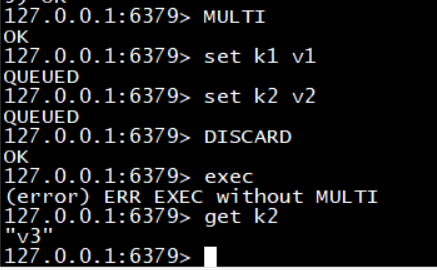 127.0.0.1:6379> MULTI
OK
127.0.0.1:6379> set k1 v1
QUEUED
127.0.0.1:6379> set k2 v2
QUEUED
127.0.0.1:6379> DISCARD
OK
127.0.0.1:6379> exec
(error) ERR EXEC without MULTI
127.0.0.1:6379> get k2
"v3"
127.0.0.1:6379>